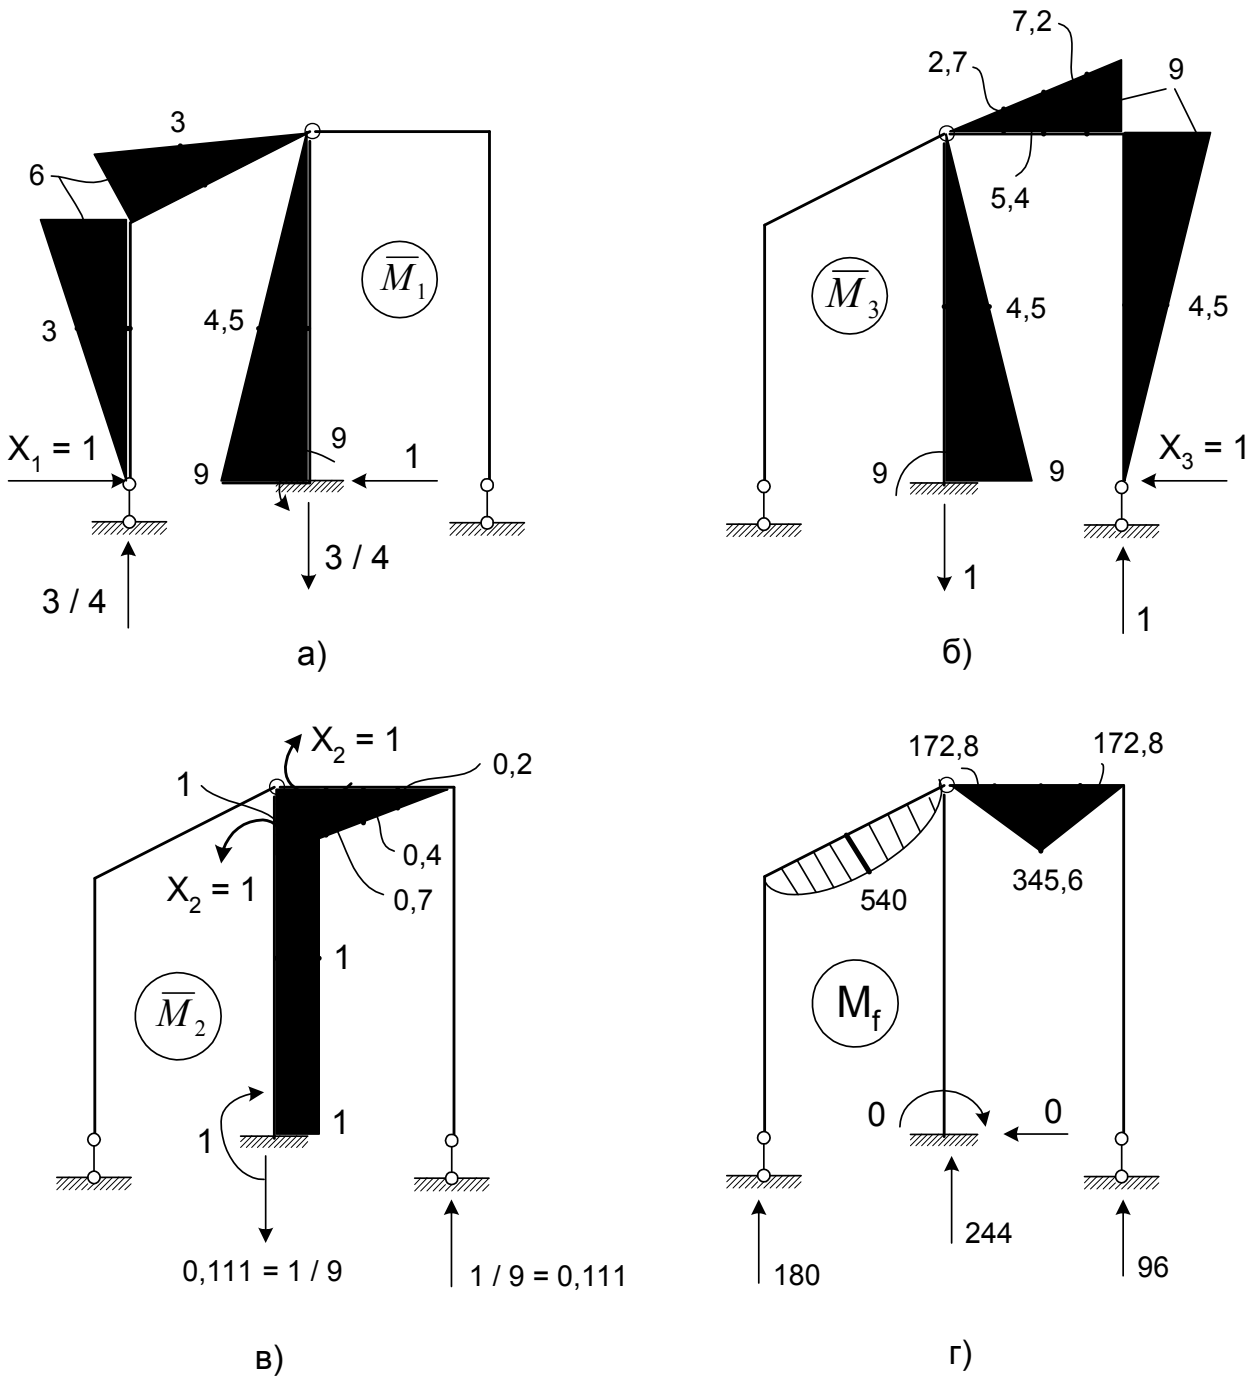 3
6
M̅₁
3
4,5
X₁ = 1
9
9
1
3 / 4
3 / 4
а)
7,2
2,7
9
5,4
M̅₃
4,5
4,5
X₃ = 1
9
9
1
1
б)
X₂ = 1
1
0,2
X₂ = 1
0,4
0,7
1
M̅₂
1
1
0,111 = 1 / 9
1 / 9 = 0,111
в)
172,8
172,8
345,6
540
M_f
0
0
244
180
96
г)